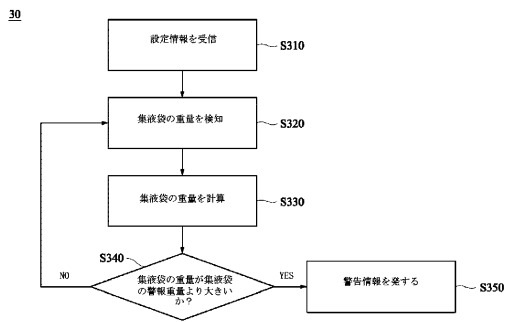 30
設定情報を受信
S310
集液袋の重量を検知
S320
集液袋の重量を計算
S330
S340
集液袋の重量が集液袋
の警報重量より大きい
か?
NO
YES
警告情報を発する
S350